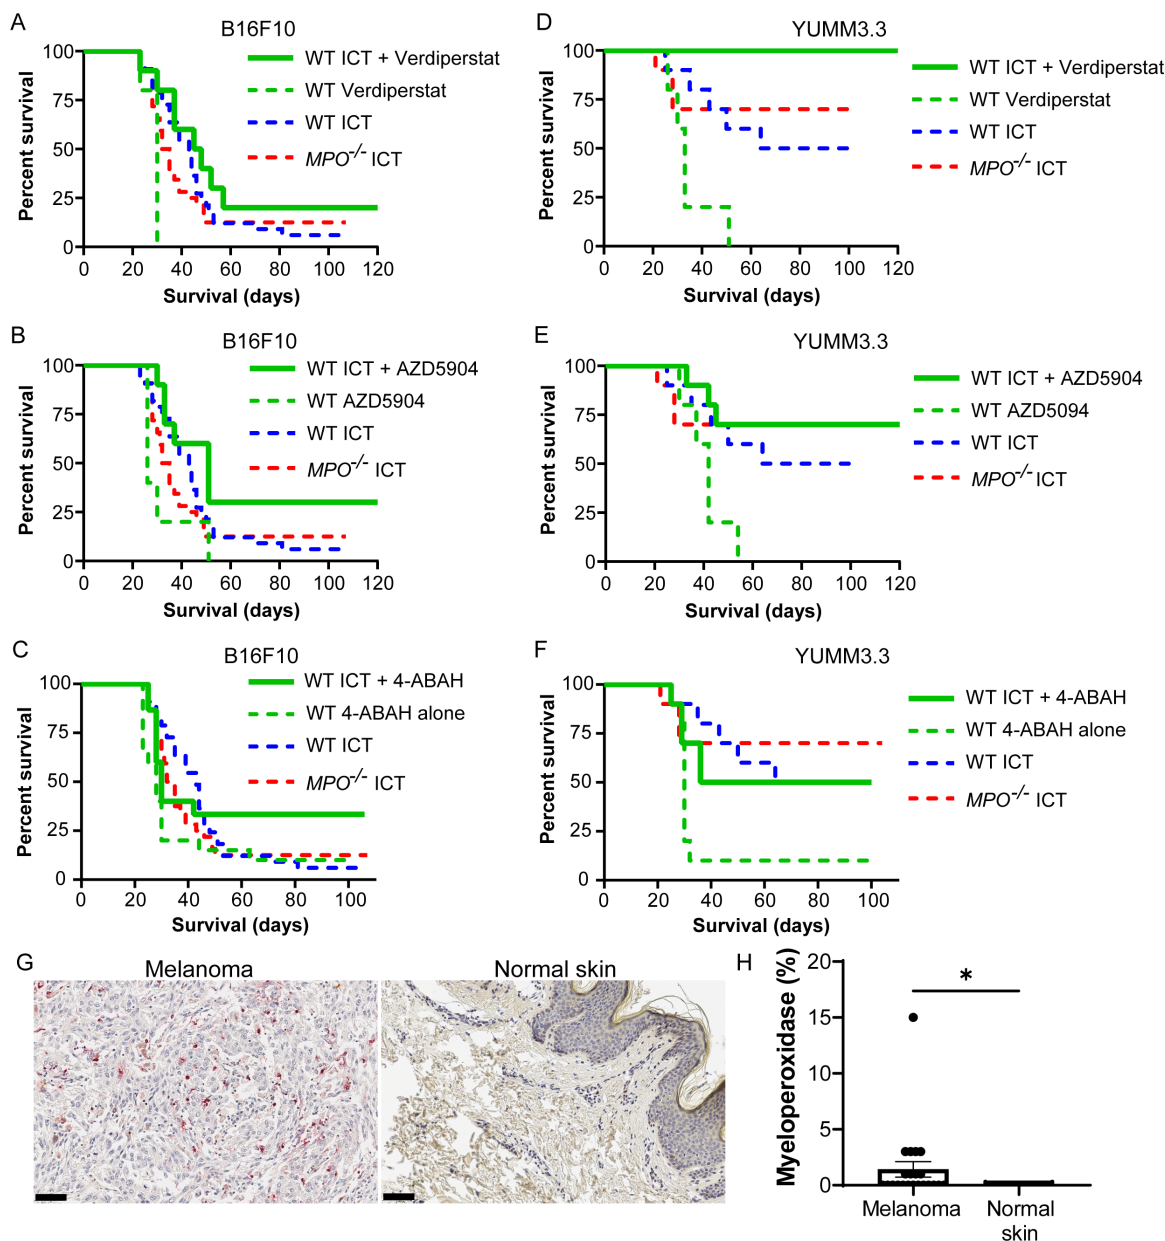 A
B16F10
WT ICT + Verdiperstat
WT Verdiperstat
WT ICT
MPO-/- ICT
Percent survival
100
75
50
25
0
0 20 40 60 80 100 120
Survival (days)
D
YUMM3.3
WT ICT + Verdiperstat
WT Verdiperstat
WT ICT
MPO-/- ICT
Percent survival
100
75
50
25
0
0 20 40 60 80 100 120
Survival (days)
B
B16F10
WT ICT + AZD5904
WT AZD5904
WT ICT
MPO-/- ICT
Percent survival
100
75
50
25
0
0 20 40 60 80 100 120
Survival (days)
E
YUMM3.3
WT ICT + AZD5904
WT AZD5094
WT ICT
MPO-/- ICT
Percent survival
100
75
50
25
0
0 20 40 60 80 100 120
Survival (days)
C
B16F10
WT ICT + 4-ABAH
WT 4-ABAH alone
WT ICT
MPO-/- ICT
Percent survival
100
75
50
25
0
0 20 40 60 80 100
Survival (days)
F
YUMM3.3
WT ICT + 4-ABAH
WT 4-ABAH alone
WT ICT
MPO-/- ICT
Percent survival
100
75
50
25
0
0 20 40 60 80 100
Survival (days)
G
Melanoma
Normal skin
H
Myeloperoxidase (%)
20
15
10
5
0
*
Melanoma
Normal
skin